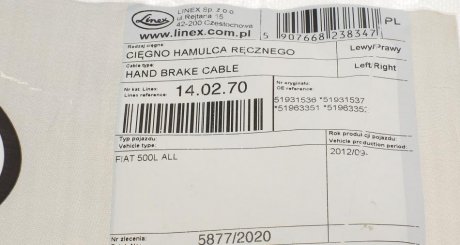 Linex
LINEX Sp. z o.o.
ul Rejtana 15
42-200 Częstochowa
www.linex.com.pl
5 907668 238347
PL
Rodzaj cięgna
CIĘGNO HAMULCA RĘCZNEGO
Lewy/Prawy
Cable type:
HAND BRAKE CABLE
Left/Right
Nr kat. Linex:
Linex reference:
14.02.70
Nr oryginału:
OE reference:
51931536 *51931537
*51963351 *51963352
Typ pojazdu:
Vehicle type:
Rok produkcji pojazdu
Vehicle production period:
FIAT 500L ALL
2012/09-
Nr zlecenia:
5877/2020